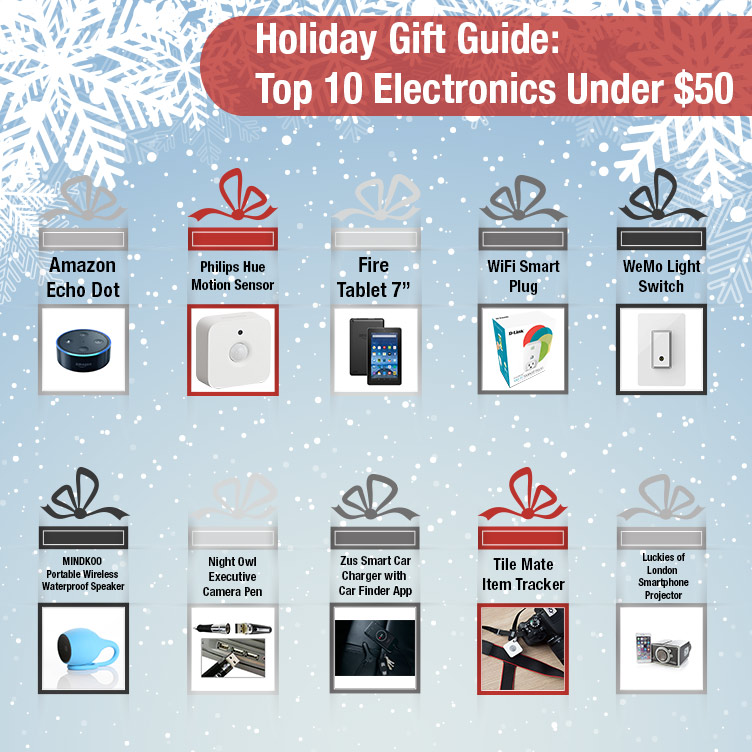 Holiday Gift Guide:
Top 10 Electronics Under $50
Amazon
Echo Dot
Philips Hue
Motion Sensor
Fire
Tablet 7”
WiFi Smart
Plug
WeMo Light
Switch
D-Link
MINDKOO
Portable Wireless
Waterproof Speaker
Night Owl
Executive
Camera Pen
Zus Smart Car
Charger with
Car Finder App
Tile Mate
Item Tracker
Luckies of
London
Smartphone
Projector